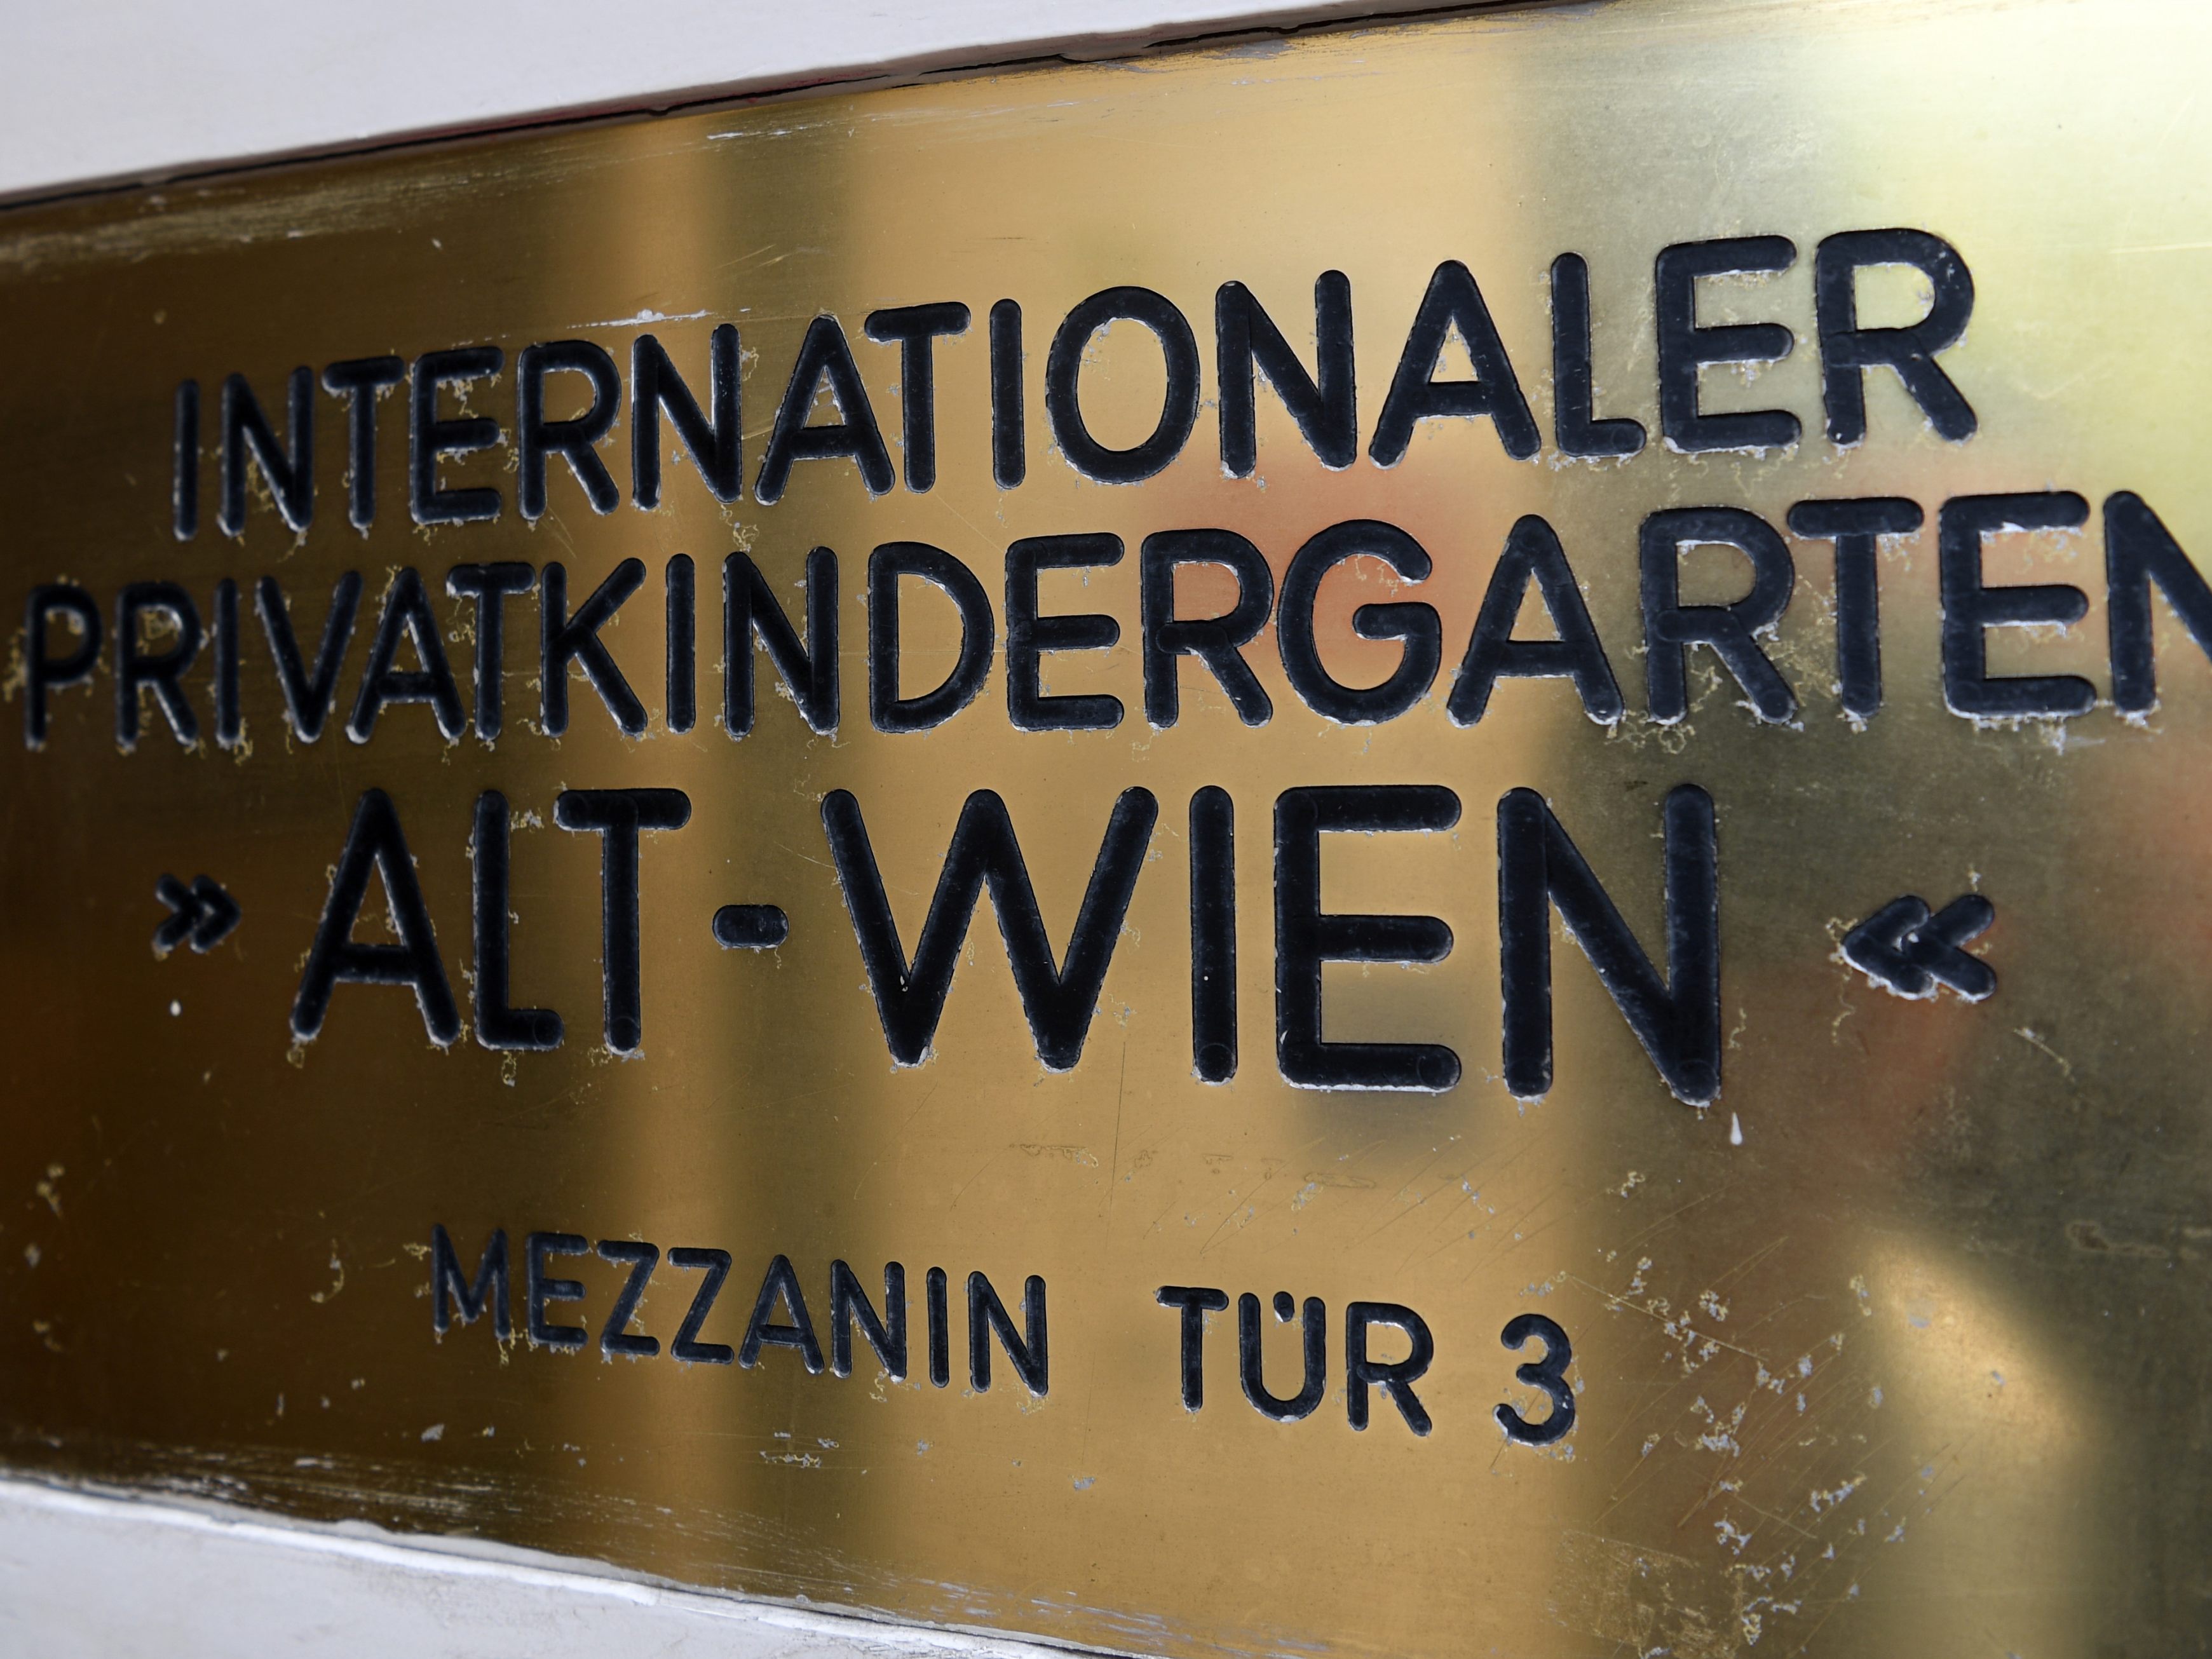 INTERNATIONALER
PRIVATKINDERGARTEN
» ALT-WIEN «
MEZZANIN TÜR 3